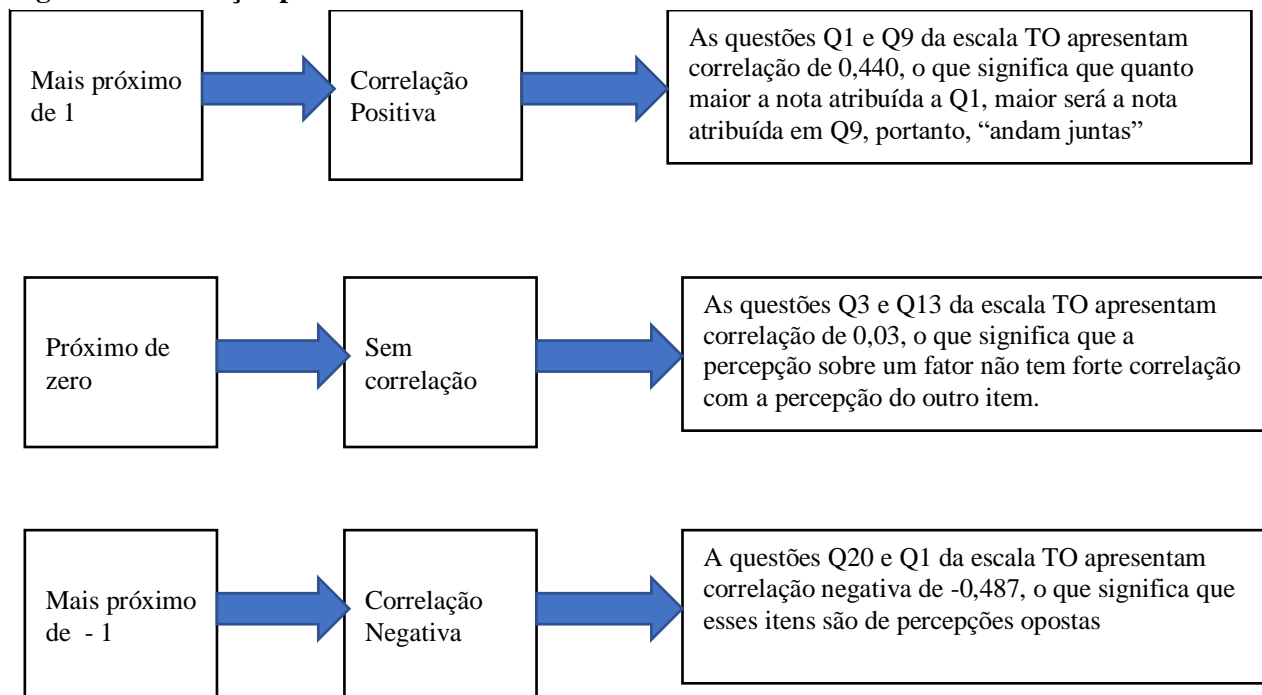 Mais próximo
de 1
Correlação
Positiva
As questões Q1 e Q9 da escala TO apresentam
correlação de 0,440, o que significa que quanto
maior a nota atribuída a Q1, maior será a nota
atribuída em Q9, portanto, “andam juntas”
Próximo de
zero
Sem
correlação
As questões Q3 e Q13 da escala TO apresentam
correlação de 0,03, o que significa que a
percepção sobre um fator não tem forte correlação
com a percepção do outro item.
Mais próximo
de - 1
Correlação
Negativa
A questões Q20 e Q1 da escala TO apresentam
correlação negativa de -0,487, o que significa que
esses itens são de percepções opostas